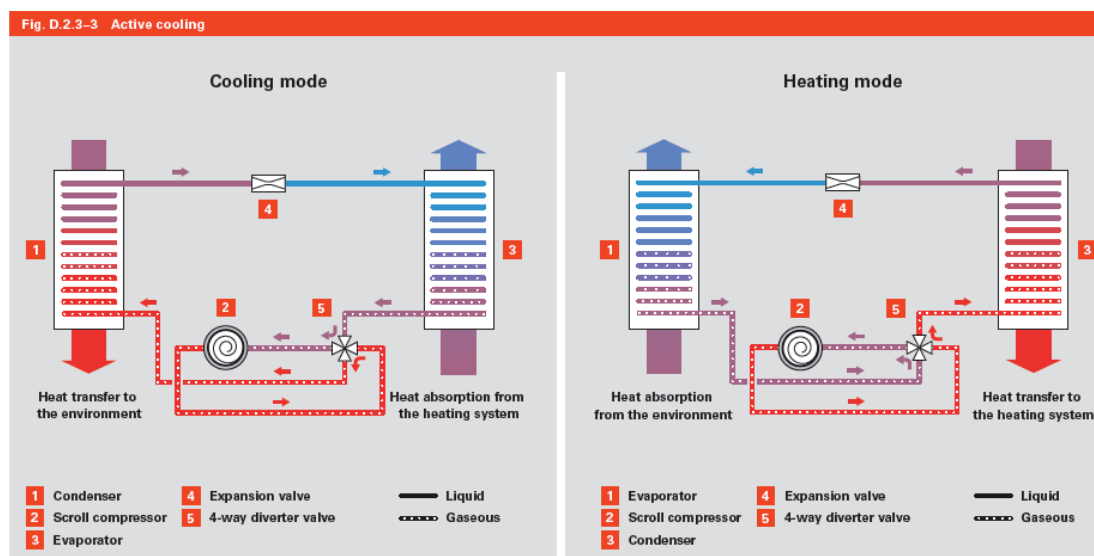 Fig. D.2.3–3 Active cooling
Cooling mode
4
1
3
2
5
Heat transfer to
the environment
Heat absorption from
the heating system
1 Condenser
2 Scroll compressor
3 Evaporator
4 Expansion valve
5 4-way diverter valve
Liquid
Gaseous
Heating mode
4
1
3
2
5
Heat absorption
from the environment
Heat transfer to
the heating system
1 Evaporator
2 Scroll compressor
3 Condenser
4 Expansion valve
5 4-way diverter valve
Liquid
Gaseous